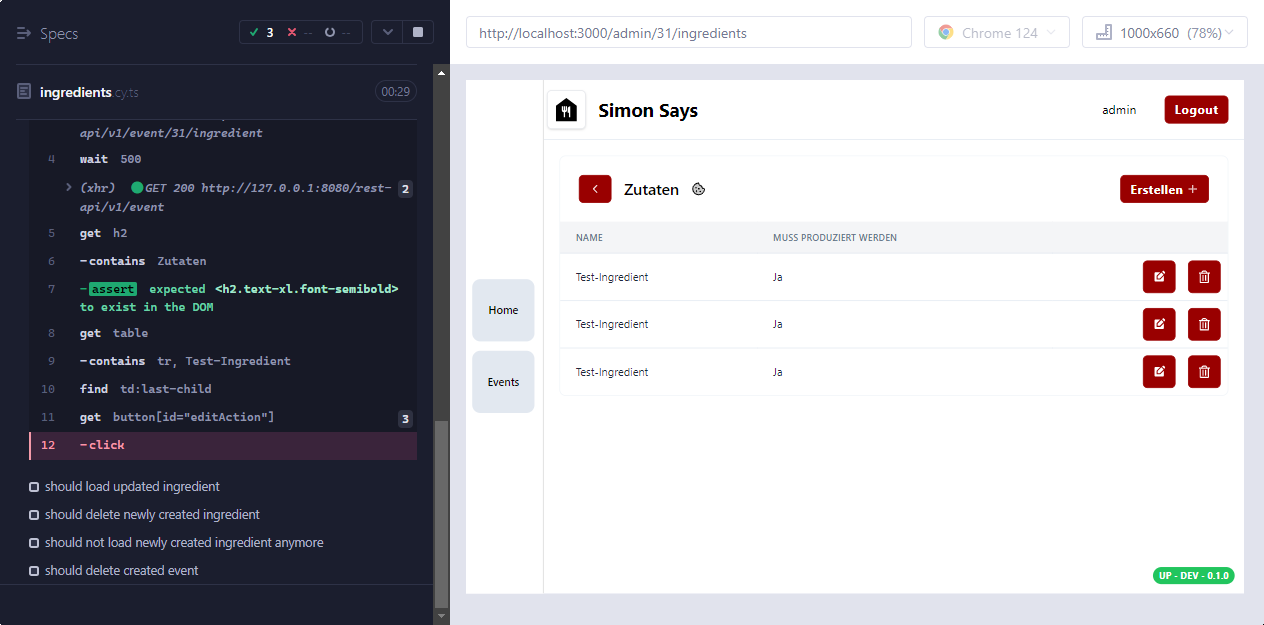 Specs
3
--
--
ingredients.cy.ts
00:29
api/v1/event/31/ingredient
4 wait 500
(xhr) GET 200 http://127.0.0.1:8080/rest-
api/v1/event
2
5 get h2
6 -contains Zutaten
7 -assert expected <h2.text-xl.font-semibold>
to exist in the DOM
8 get table
9 -contains tr, Test-Ingredient
10 find td:last-child
11 get button[id="editAction"]
3
12 -click
should load updated ingredient
should delete newly created ingredient
should not load newly created ingredient anymore
should delete created event
http://localhost:3000/admin/31/ingredients
Chrome 124
1000x660 (78%)
Simon Says
admin
Logout
Home
Events
Zutaten
Erstellen +
NAME MUSS PRODUZIERT WERDEN
Test-Ingredient Ja
Test-Ingredient Ja
Test-Ingredient Ja
UP - DEV - 0.1.0